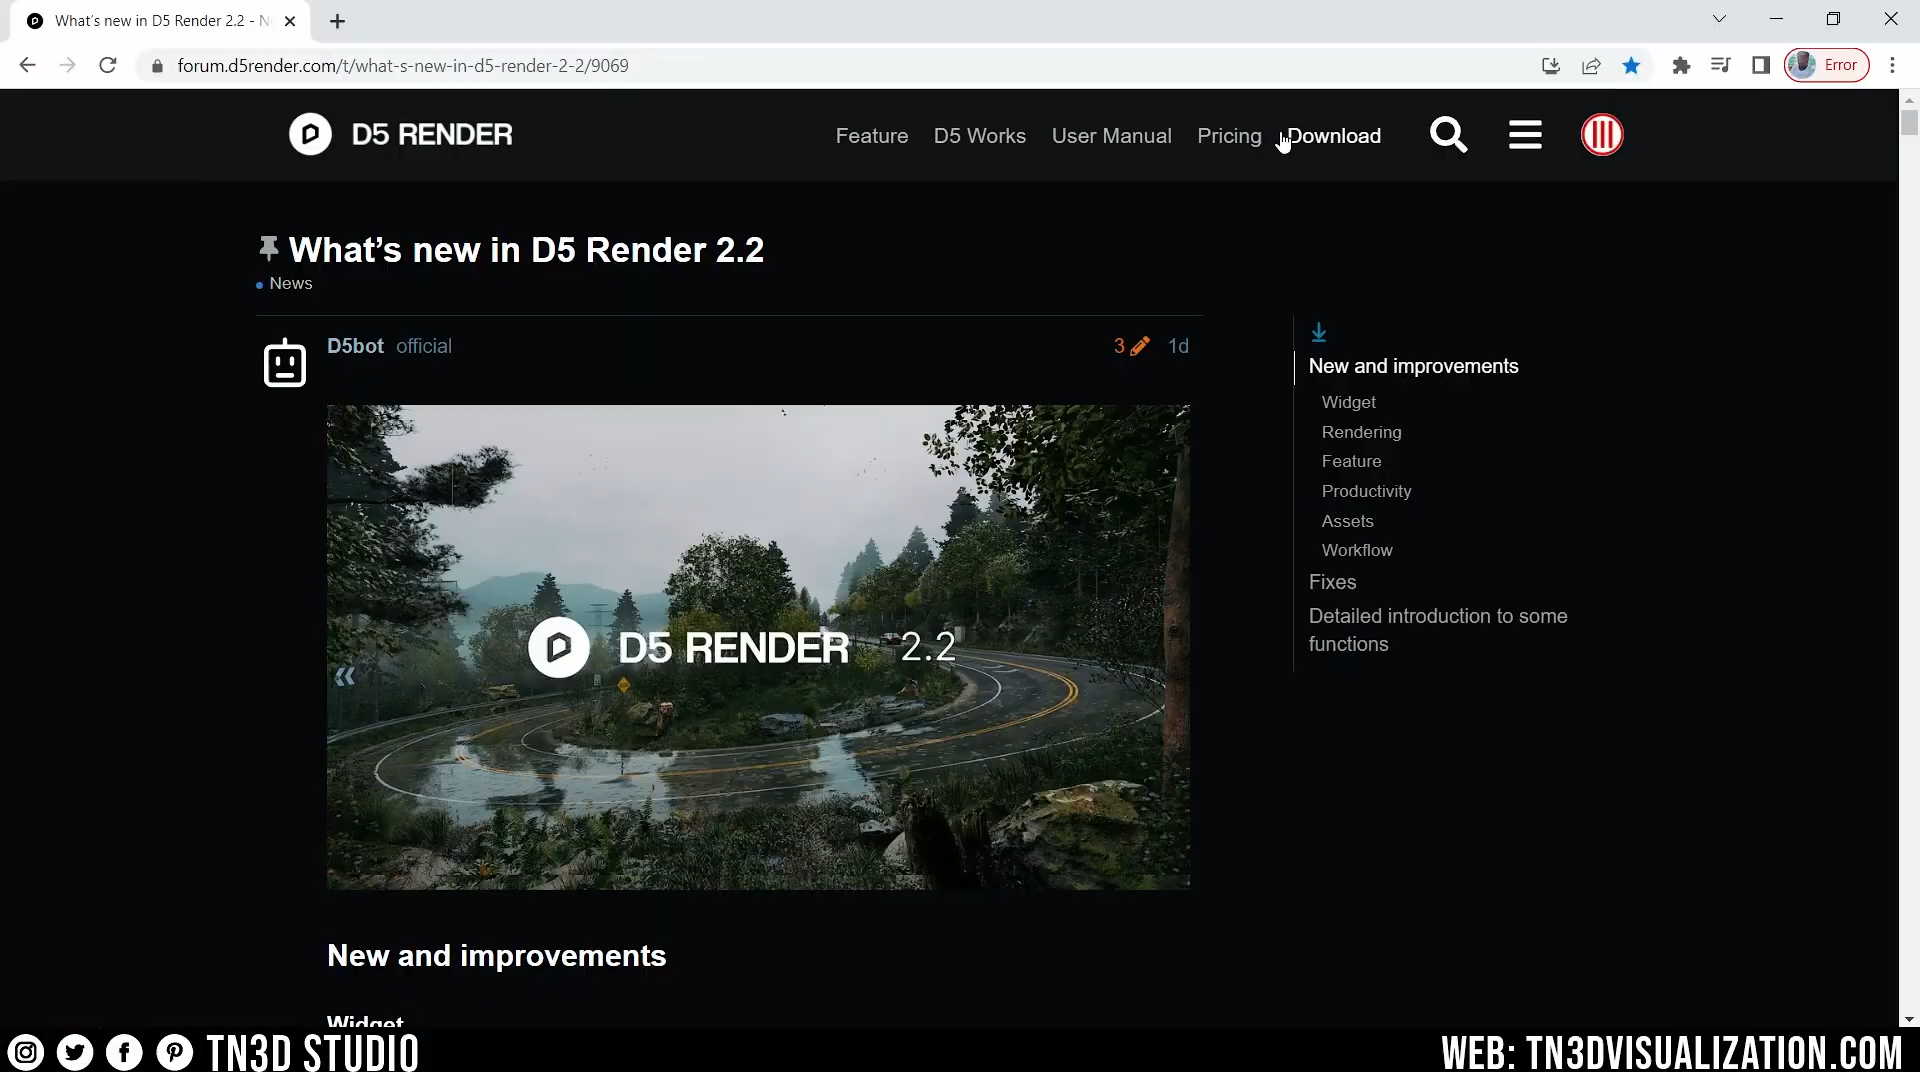 What's new in D5 Render 2.2 - N
forum.d5render.com/t/what-s-new-in-d5-render-2-2/9069
Error
D5 RENDER
Feature
D5 Works
User Manual
Pricing
Download
What's new in D5 Render 2.2
News
D5bot official
3
1d
New and improvements
Widget
Rendering
Feature
Productivity
Assets
Workflow
Fixes
Detailed introduction to some
functions
D5 RENDER 2.2
New and improvements
Widget
TN3D STUDIO
WEB: TN3DVISUALIZATION.COM